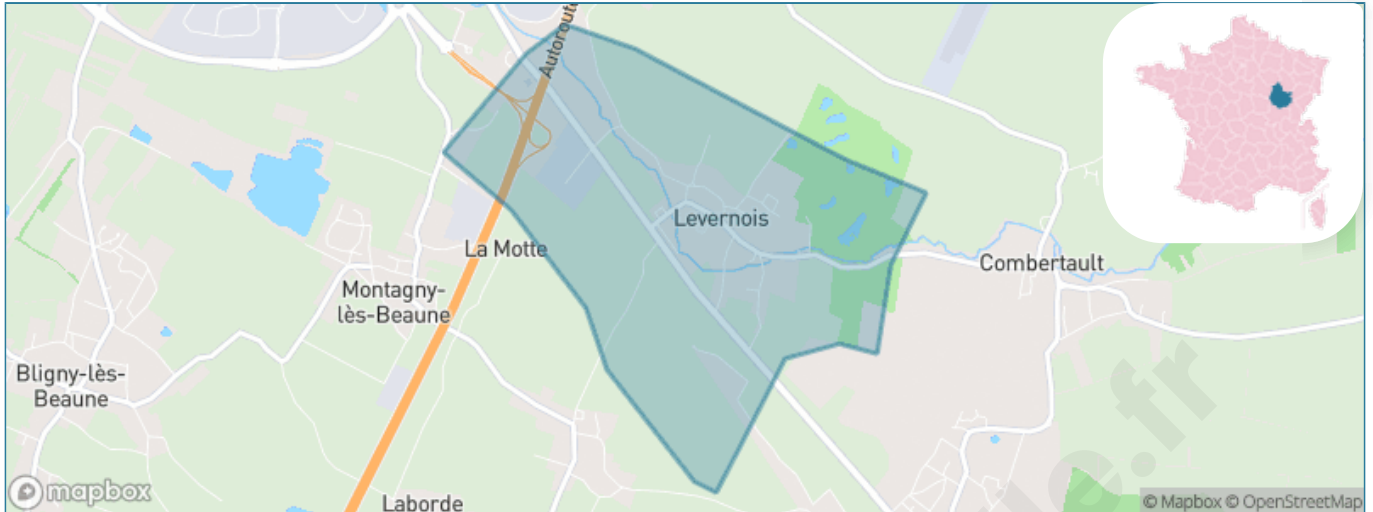 Autoroute
Levernois
La Motte
Combertault
Montagny-
lès-Beaune
Bligny-lès-
Beaune
Laborde
mapbox
© Mapbox © OpenStreetMap